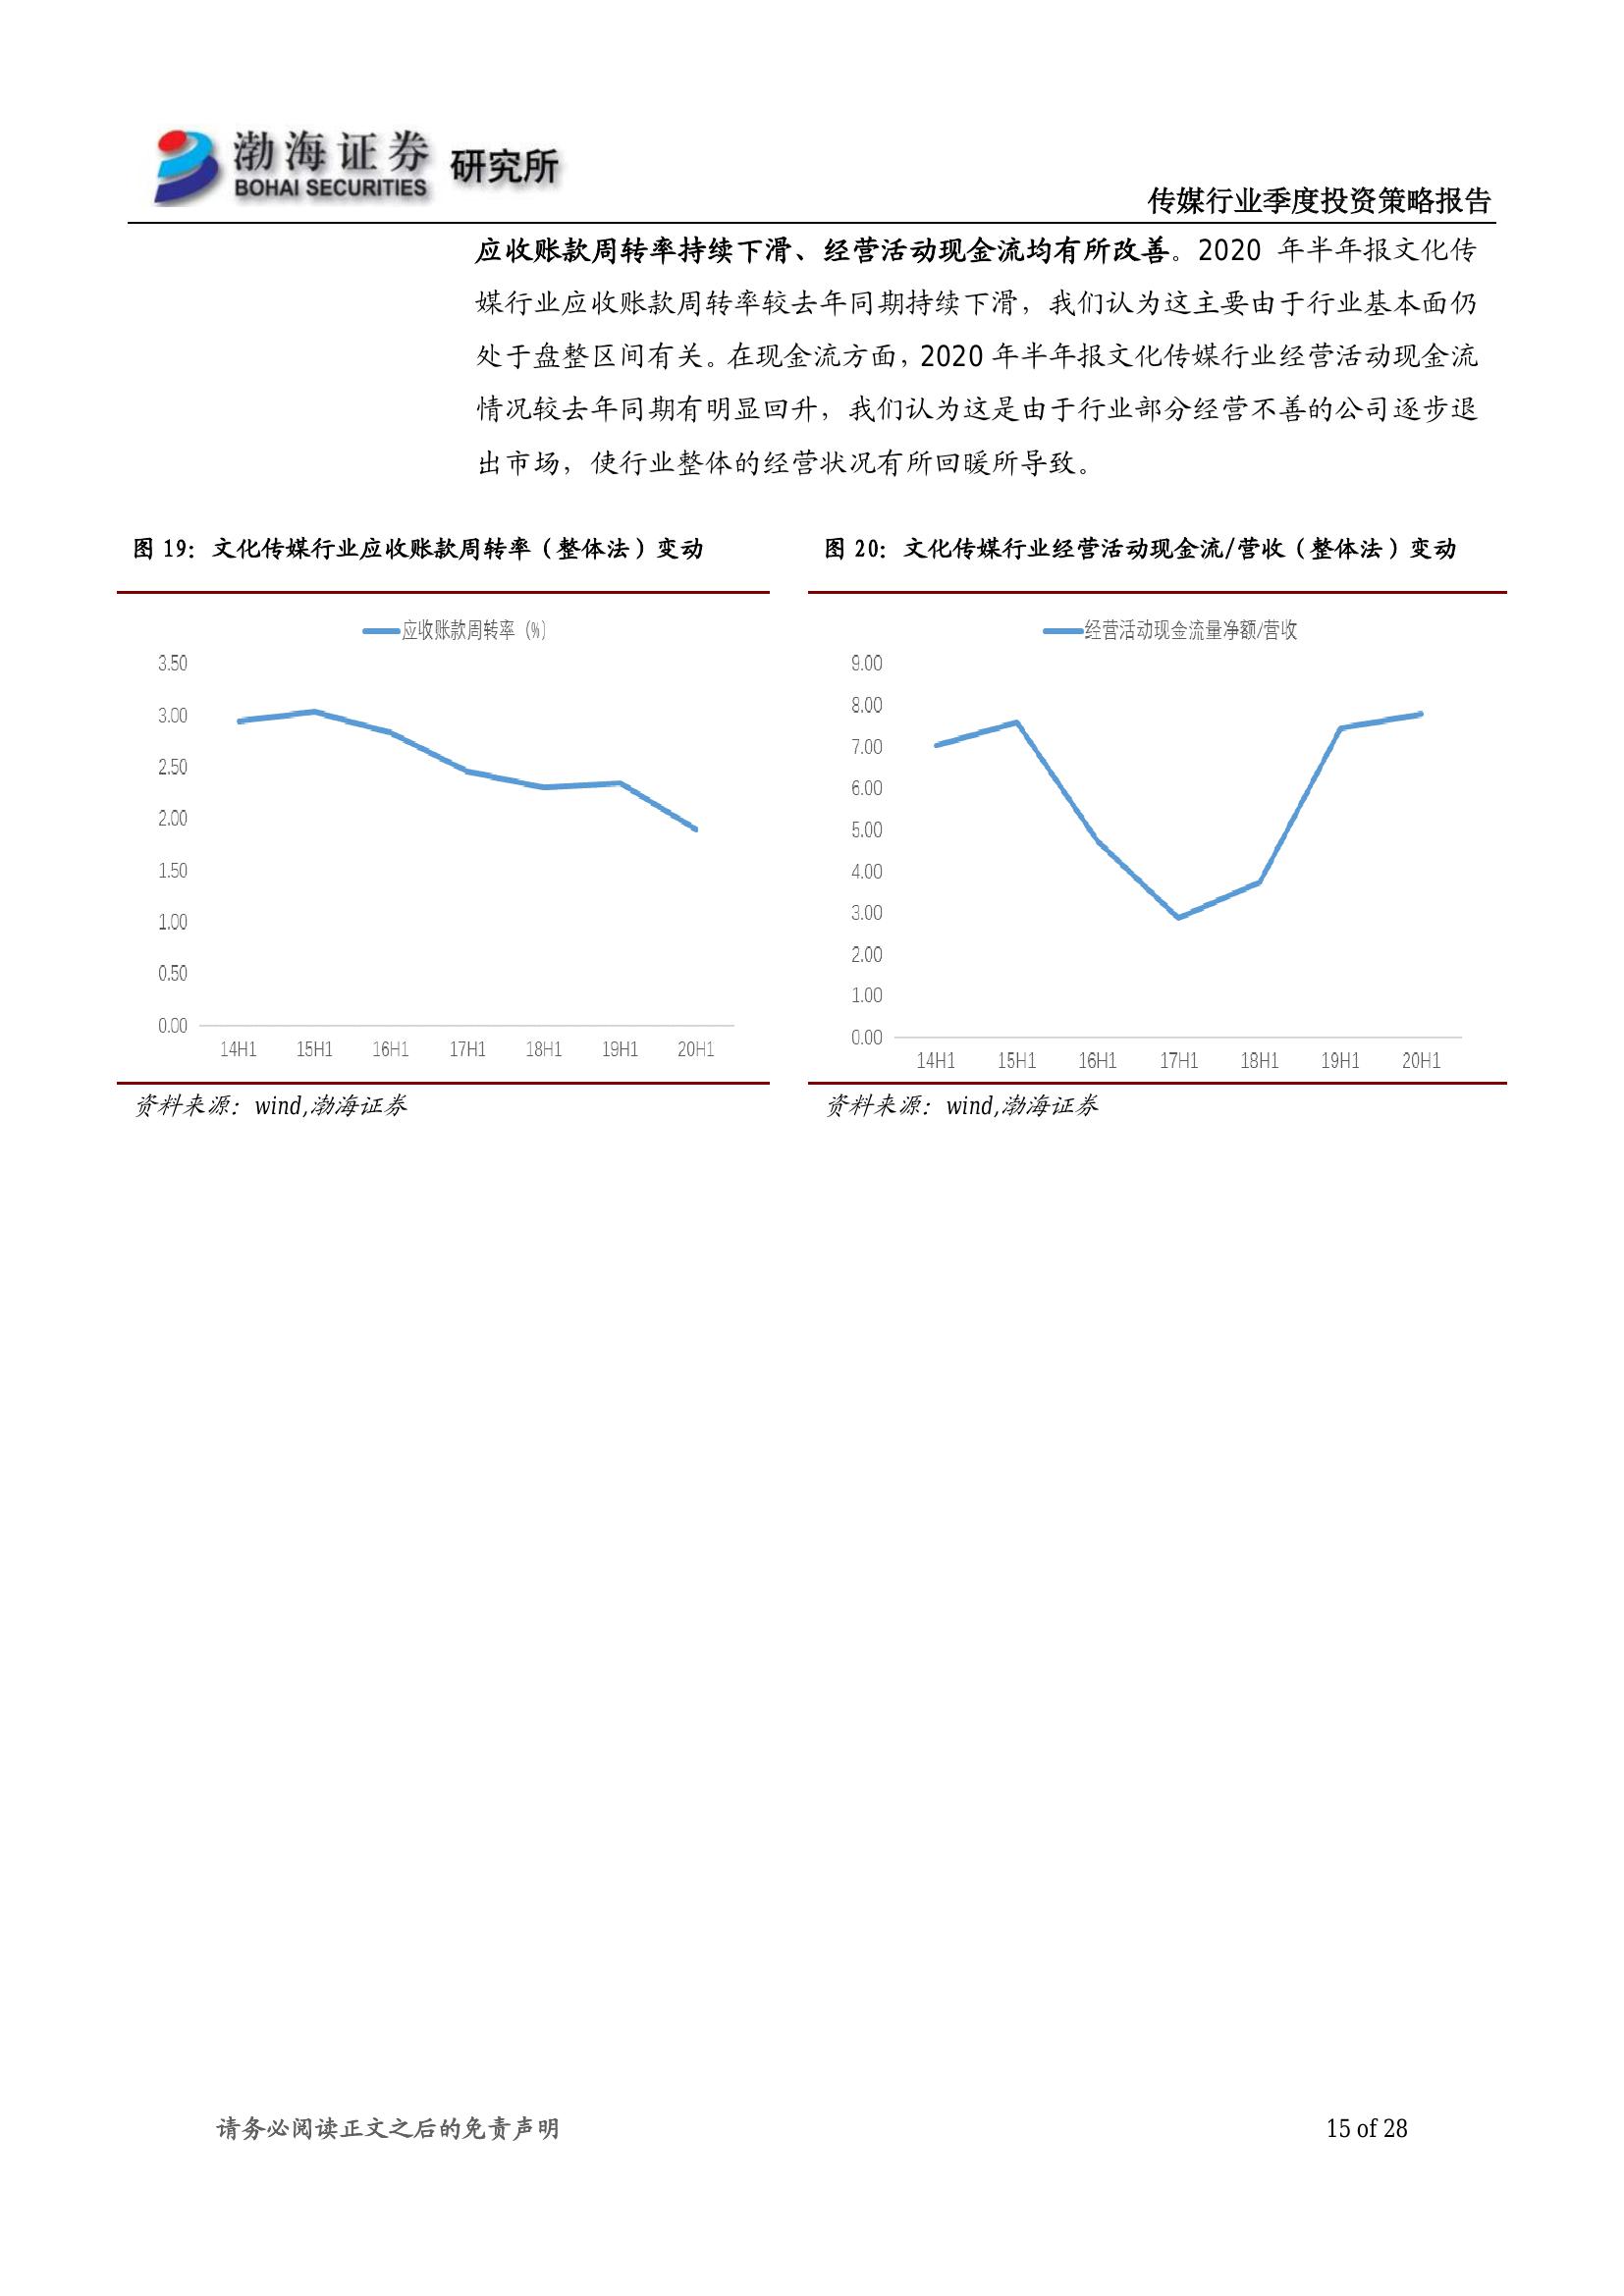 渤海证券 研究所
BOHAI SECURITIES
传媒行业季度投资策略报告
应收账款周转率持续下滑、经营活动现金流均有所改善。2020 年半年报文化传
媒行业应收账款周转率较去年同期持续下滑，我们认为这主要由于行业基本面仍
处于盘整区间有关。在现金流方面，2020 年半年报文化传媒行业经营活动现金流
情况较去年同期有明显回升，我们认为这是由于行业部分经营不善的公司逐步退
出市场，使行业整体的经营状况有所回暖所导致。
图 19：文化传媒行业应收账款周转率（整体法）变动
应收账款周转率（%）
3.50
3.00
2.50
2.00
1.50
1.00
0.50
0.00
14H1 15H1 16H1 17H1 18H1 19H1 20H1
资料来源：wind,渤海证券
图 20：文化传媒行业经营活动现金流/营收（整体法）变动
经营活动现金流量净额/营收
9.00
8.00
7.00
6.00
5.00
4.00
3.00
2.00
1.00
0.00
14H1 15H1 16H1 17H1 18H1 19H1 20H1
资料来源：wind,渤海证券
请务必阅读正文之后的免责声明
15 of 28